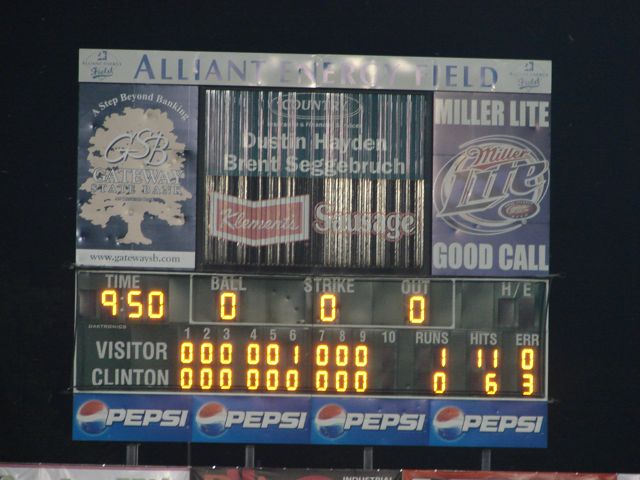 ALLIANT ENERGY FIELD
A Step Beyond Banking
GSB
GATEWAY
STATE BANK
www.gatewaysb.com
COUNTRY
Dustin Hayden
Brent Seggebruch
Klement's Sausage
MILLER LITE
Miller
Lite
GOOD CALL
TIME BALL STRIKE OUT H / E
9:50 0 0 0
DAKTRONICS
1 2 3 4 5 6 7 8 9 10 RUNS HITS ERR
VISITOR 0 0 0 0 0 1 0 0 0 1 11 0
CLINTON 0 0 0 0 0 0 0 0 0 0 6 3
PEPSI PEPSI PEPSI PEPSI
INDUSTRIAL